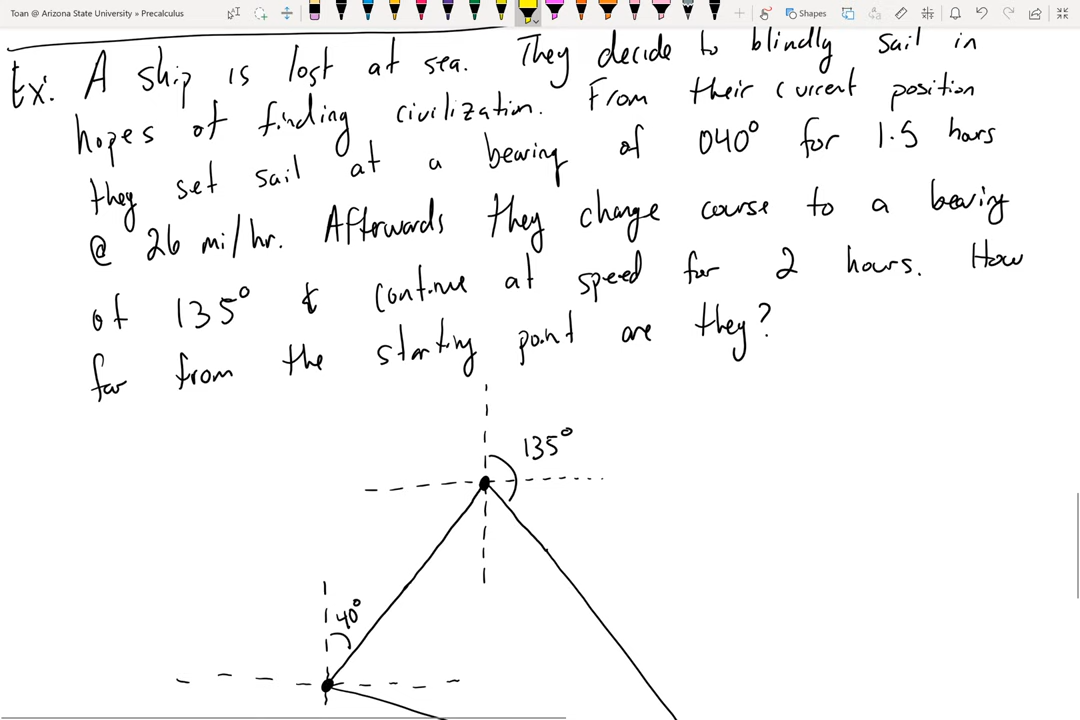 Toan @ Arizona State University » Precalculus
Shapes
Ex: A ship is lost at sea. They decide to blindly sail in
hopes of finding civilization. From their current position
they set sail at a bearing of 040° for 1.5 hours
@ 26 mi/hr. Afterwards they change course to a bearing
of 135° & continue at speed for 2 hours. How
far from the starting point are they?
135°
40°